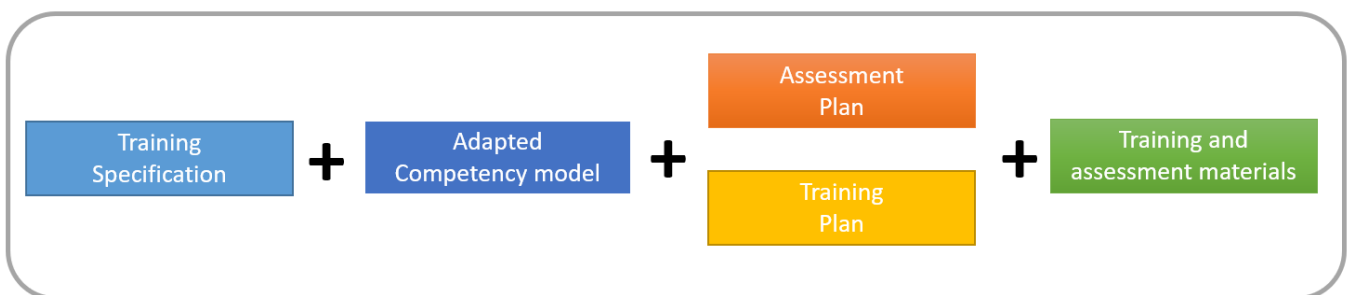 Training
Specification
+
Adapted
Competency model
+
Assessment
Plan
Training
Plan
+
Training and
assessment materials